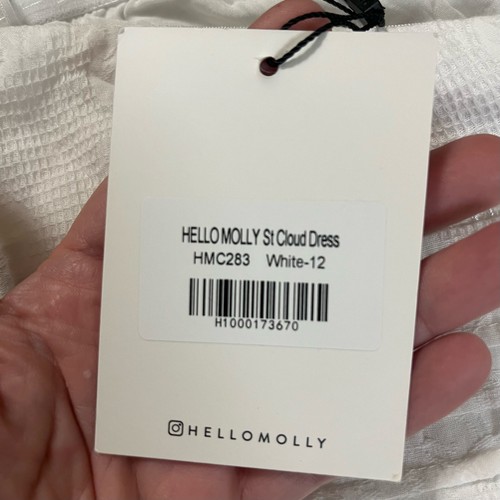 HELLO MOLLY St Cloud Dress
HMC283 White-12
H1000173670
HELLOMOLLY